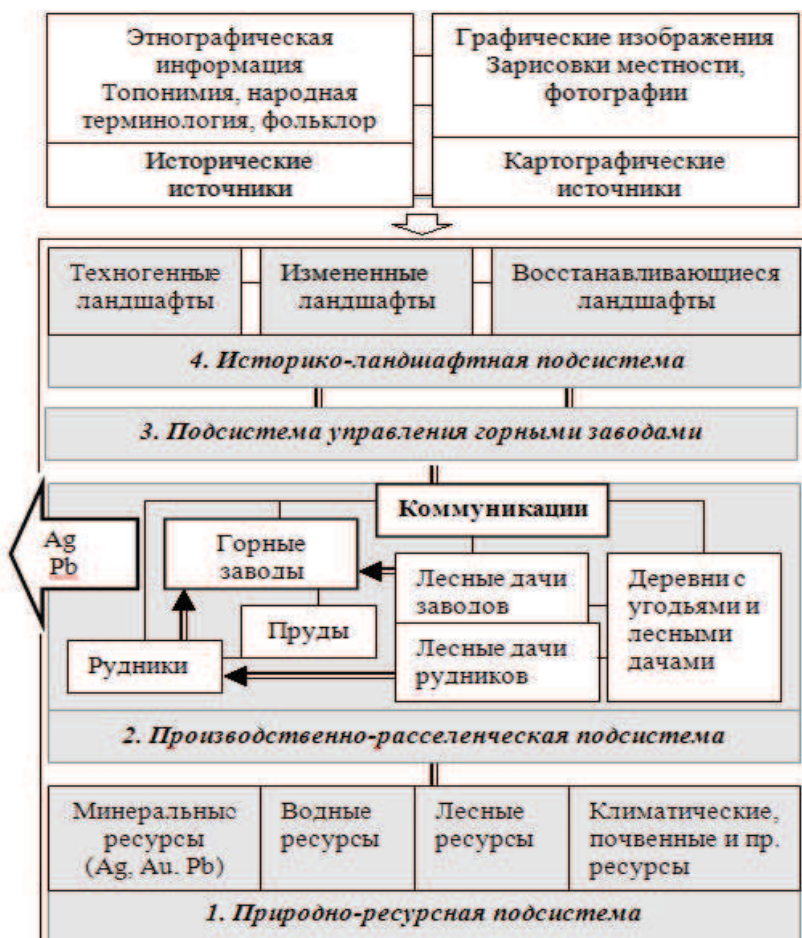 Этнографическая
информация
Топонимия, народная
терминология, фольклор
Графические изображения
Зарисовки местности,
фотографии
Исторические
источники
Картографические
источники
Техногенные
ландшафты
Измененные
ландшафты
Восстанавливающиеся
ландшафты
4. Историко-ландшафтная подсистема
3. Подсистема управления горными заводами
Коммуникации
Ag
Pb
Горные
заводы
Лесные дачи
заводов
Деревни с
угодьями и
лесными
дачами
Пруды
Рудники
Лесные дачи
рудников
2. Производственно-расселенческая подсистема
Минеральные
ресурсы
(Ag, Au. Pb)
Водные
ресурсы
Лесные
ресурсы
Климатические,
почвенные и пр.
ресурсы
1. Природно-ресурсная подсистема